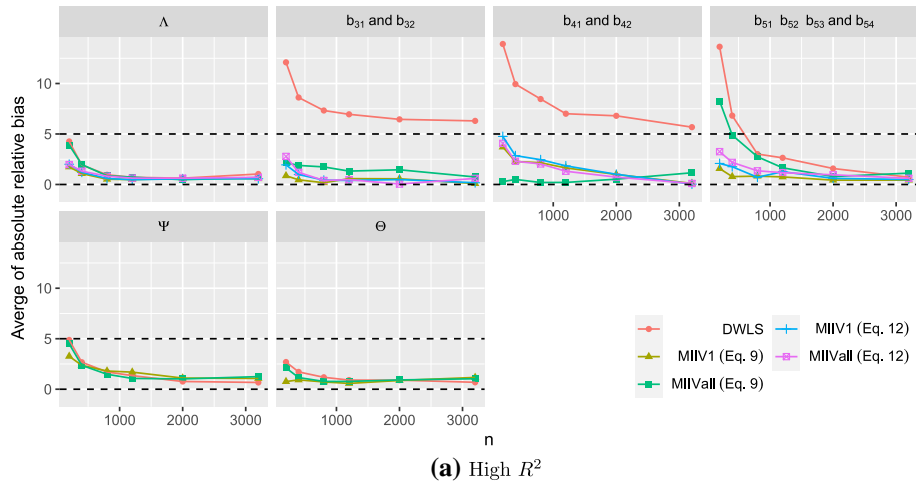 Λ
b31 and b32
b41 and b42
b51 b52 b53 and b54
Averge of absolute relative bias
10
5
0
1000 2000 3000
1000 2000 3000
Ψ
Θ
5
0
1000 2000 3000
1000 2000 3000
n
DWLS
MIIV1 (Eq. 9)
MIIVall (Eq. 9)
MIIV1 (Eq. 12)
MIIVall (Eq. 12)
(a) High R²